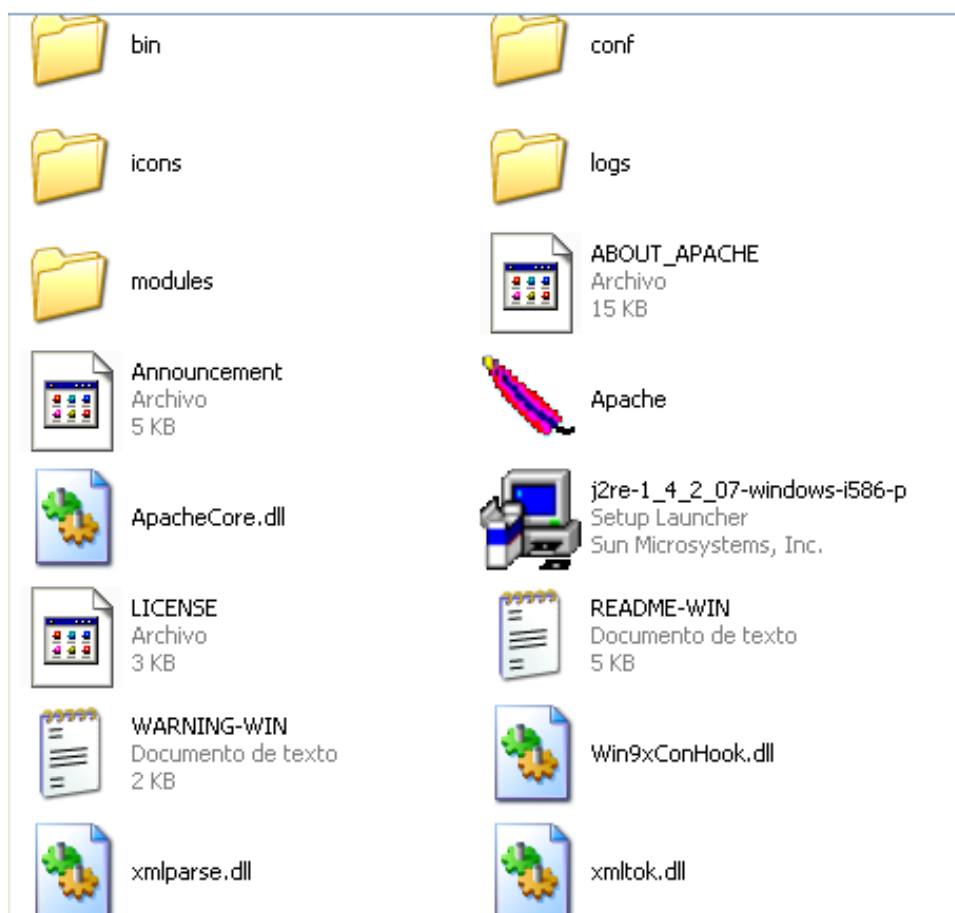 bin
conf
icons
logs
modules
ABOUT_APACHE
Archivo
15 KB
Announcement
Archivo
5 KB
Apache
ApacheCore.dll
j2re-1_4_2_07-windows-i586-p
Setup Launcher
Sun Microsystems, Inc.
LICENSE
Archivo
3 KB
README-WIN
Documento de texto
5 KB
WARNING-WIN
Documento de texto
2 KB
Win9xConHook.dll
xmlparse.dll
xmltok.dll